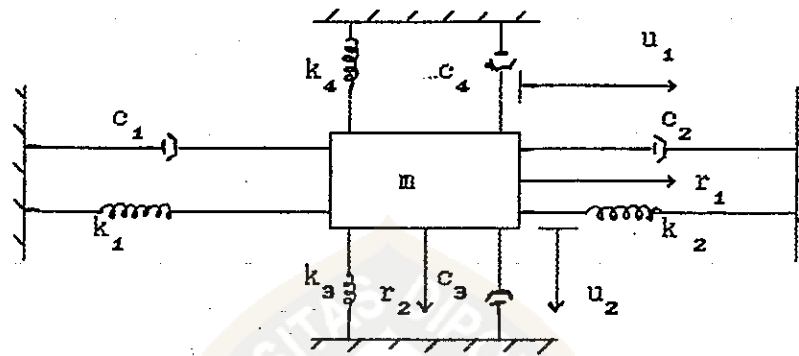 u₁
k₄ c₄
c₁ c₂
m
r₁
k₁ k₂
k₃ r₂ c₃ u₂